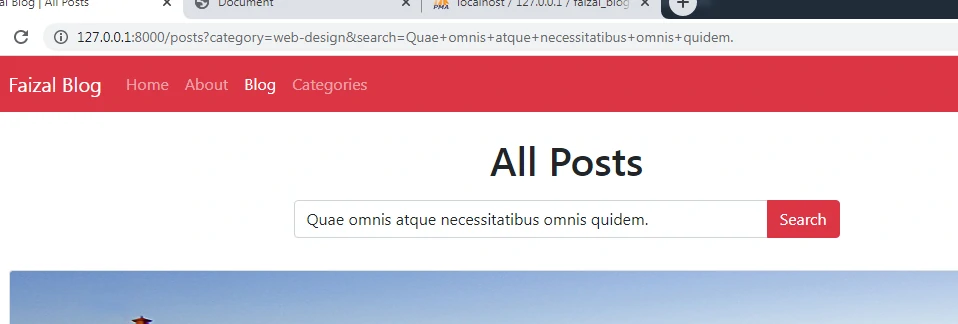 al Blog | All Posts
Document
PMA
localhost / 127.0.0.1 / faizal_blog
127.0.0.1:8000/posts?category=web-design&search=Quae+omnis+atque+necessitatibus+omnis+quidem.
Faizal Blog Home About Blog Categories
All Posts
Quae omnis atque necessitatibus omnis quidem. Search